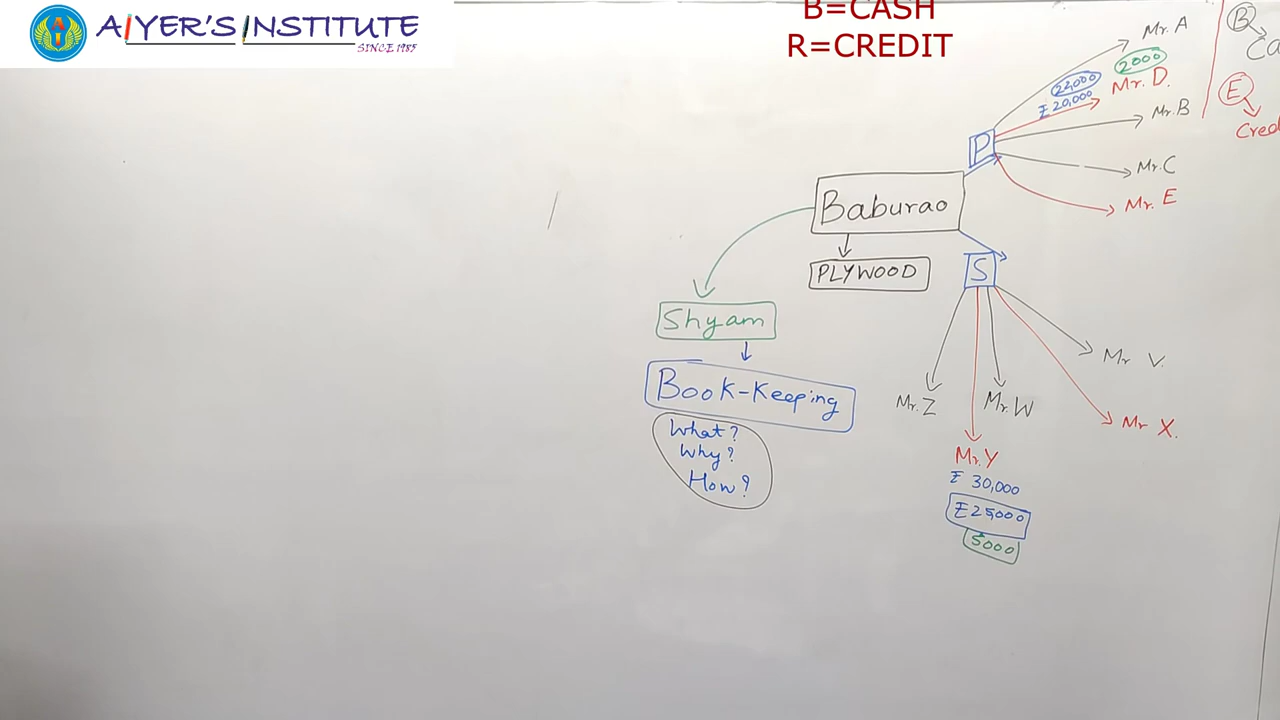 AIYER'S INSTITUTE
SINCE 1985
B=CASH
R=CREDIT
Mr. A
2000
22,000
Mr. D.
₹ 20,000
Mr. B
P
Mr. C
Mr. E
B
E
Baburao
PLYWOOD
S
Shyam
Book-Keeping
What?
Why?
How?
Mr V.
Mr. Z
Mr. W
Mr X.
Mr. Y
₹ 30,000
₹ 25,000
5000